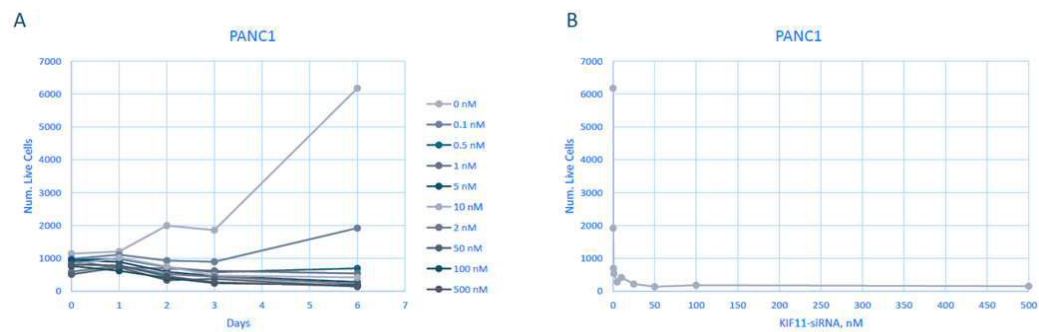 A
PANC1
7000
6000
5000
4000
3000
2000
1000
0
Num. Live Cells
0 1 2 3 4 5 6 7
Days
0 nM
0.1 nM
0.5 nM
1 nM
5 nM
10 nM
2 nM
50 nM
100 nM
500 nM
B
PANC1
7000
6000
5000
4000
3000
2000
1000
0
Num. Live Cells
0 50 100 150 200 250 300 350 400 450 500
KIF11-siRNA, nM